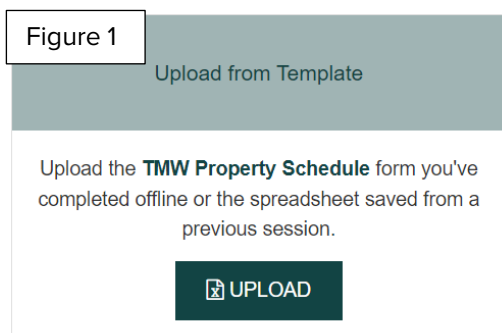 Figure 1
Upload from Template
Upload the TMW Property Schedule form you've
completed offline or the spreadsheet saved from a
previous session.
UPLOAD